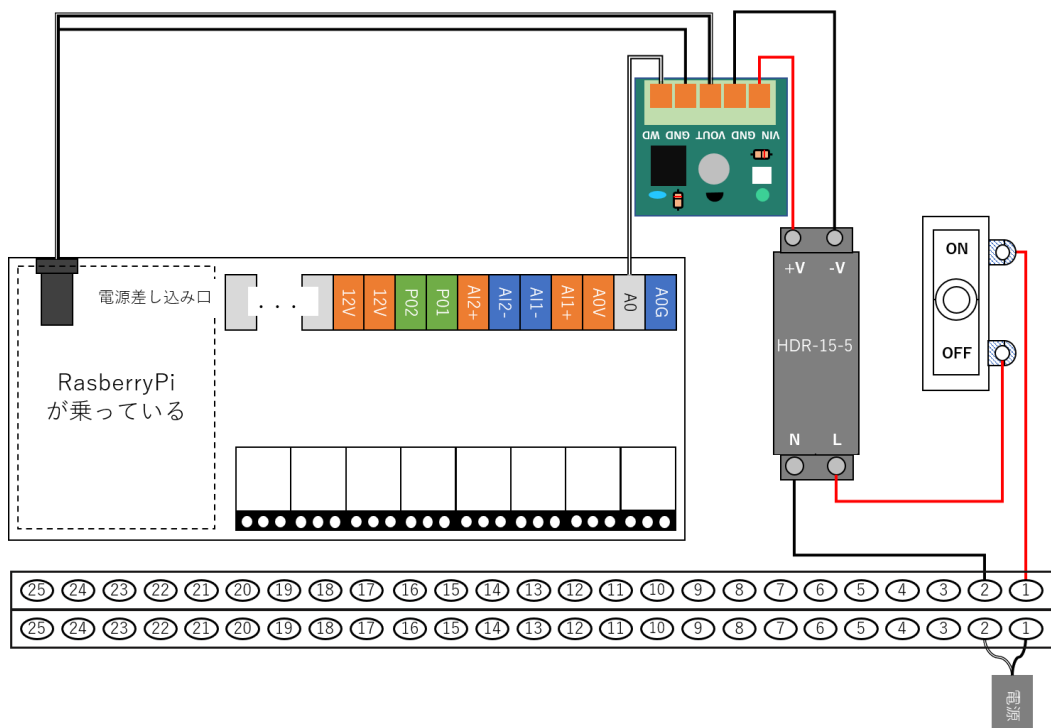 WD GND VOUT GND VIN
電源差し込み口
...
12V
12V
P02
P01
AI2+
AI2-
AI1-
AI1+
A0V
A0
A0G
RasberryPi
が乗っている
+V -V
HDR-15-5
N L
ON
OFF
25 24 23 22 21 20 19 18 17 16 15 14 13 12 11 10 9 8 7 6 5 4 3 2 1
25 24 23 22 21 20 19 18 17 16 15 14 13 12 11 10 9 8 7 6 5 4 3 2 1
電源